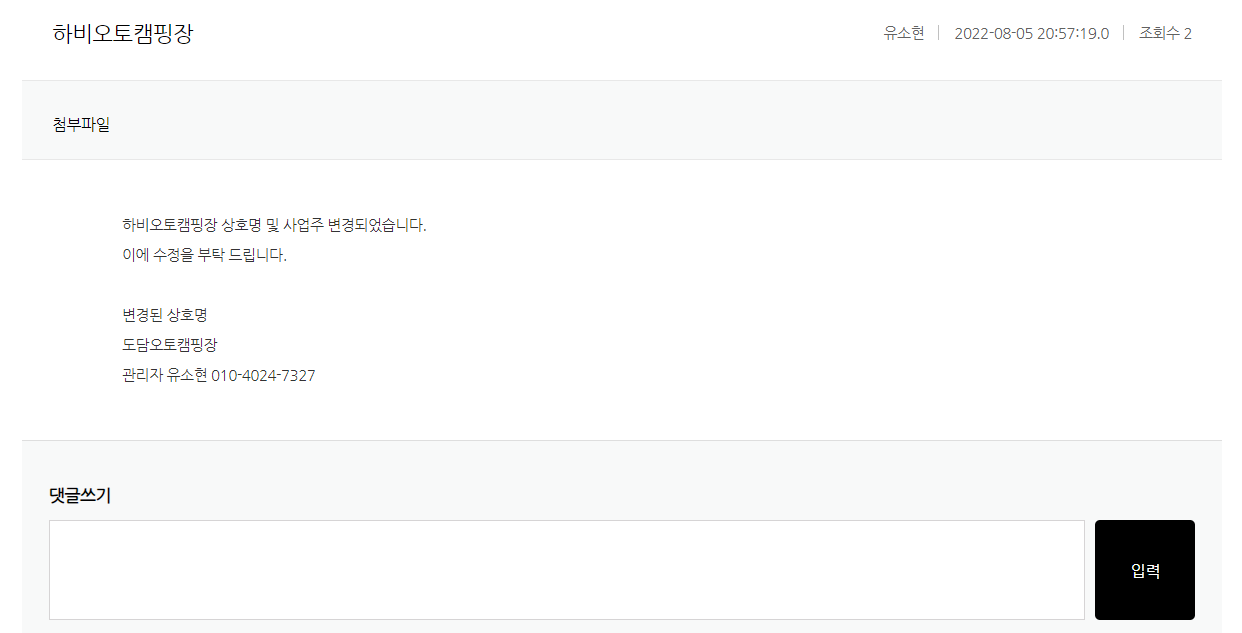 하비오토캠핑장
유소현 2022-08-05 20:57:19.0 조회수 2
첨부파일
하비오토캠핑장 상호명 및 사업주 변경되었습니다.
이에 수정을 부탁 드립니다.
변경된 상호명
도담오토캠핑장
관리자 유소현 010-4024-7327
댓글쓰기
입력